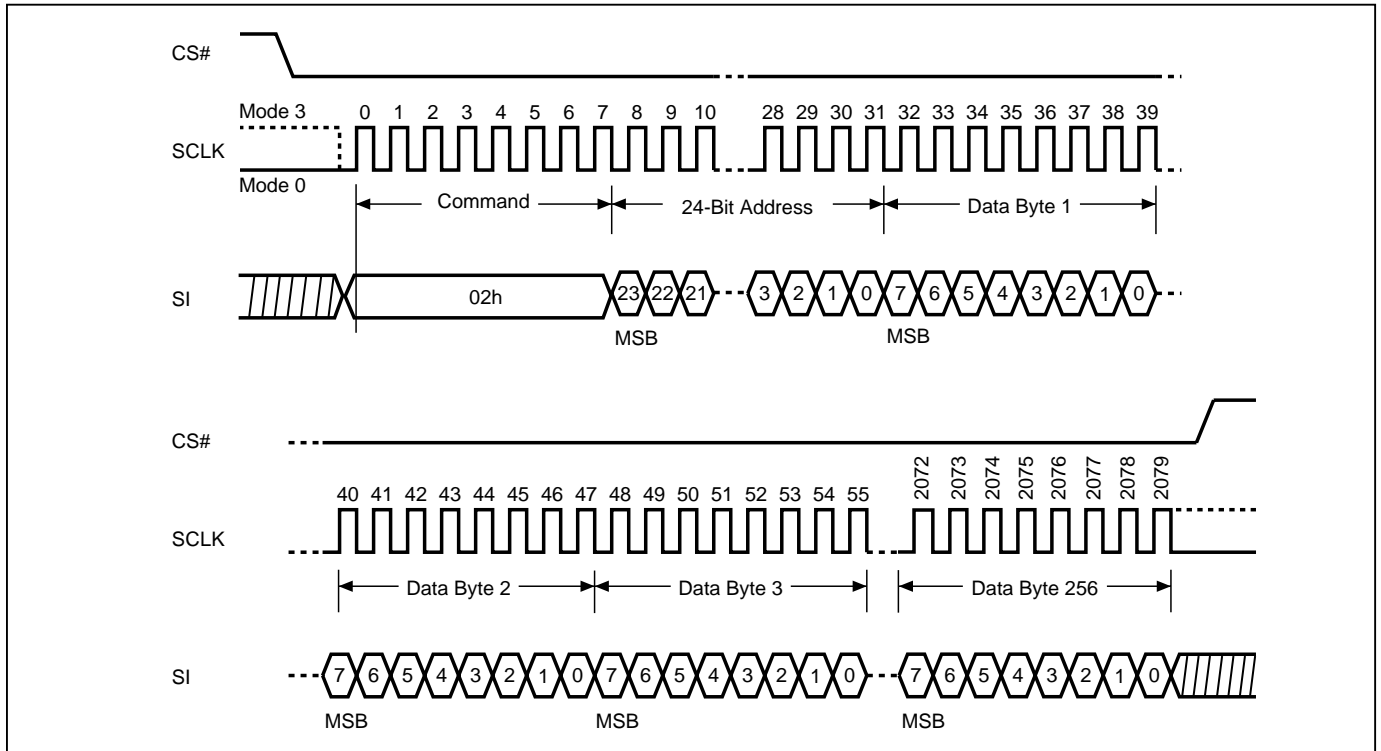 CS#
Mode 3
0 1 2 3 4 5 6 7 8 9 10 28 29 30 31 32 33 34 35 36 37 38 39
SCLK
Mode 0
Command 24-Bit Address Data Byte 1
SI 02h 23 22 21 3 2 1 0 7 6 5 4 3 2 1 0
MSB MSB
CS#
40 41 42 43 44 45 46 47 48 49 50 51 52 53 54 55 2072 2073 2074 2075 2076 2077 2078 2079
SCLK
Data Byte 2 Data Byte 3 Data Byte 256
SI 7 6 5 4 3 2 1 0 7 6 5 4 3 2 1 0 7 6 5 4 3 2 1 0
MSB MSB MSB